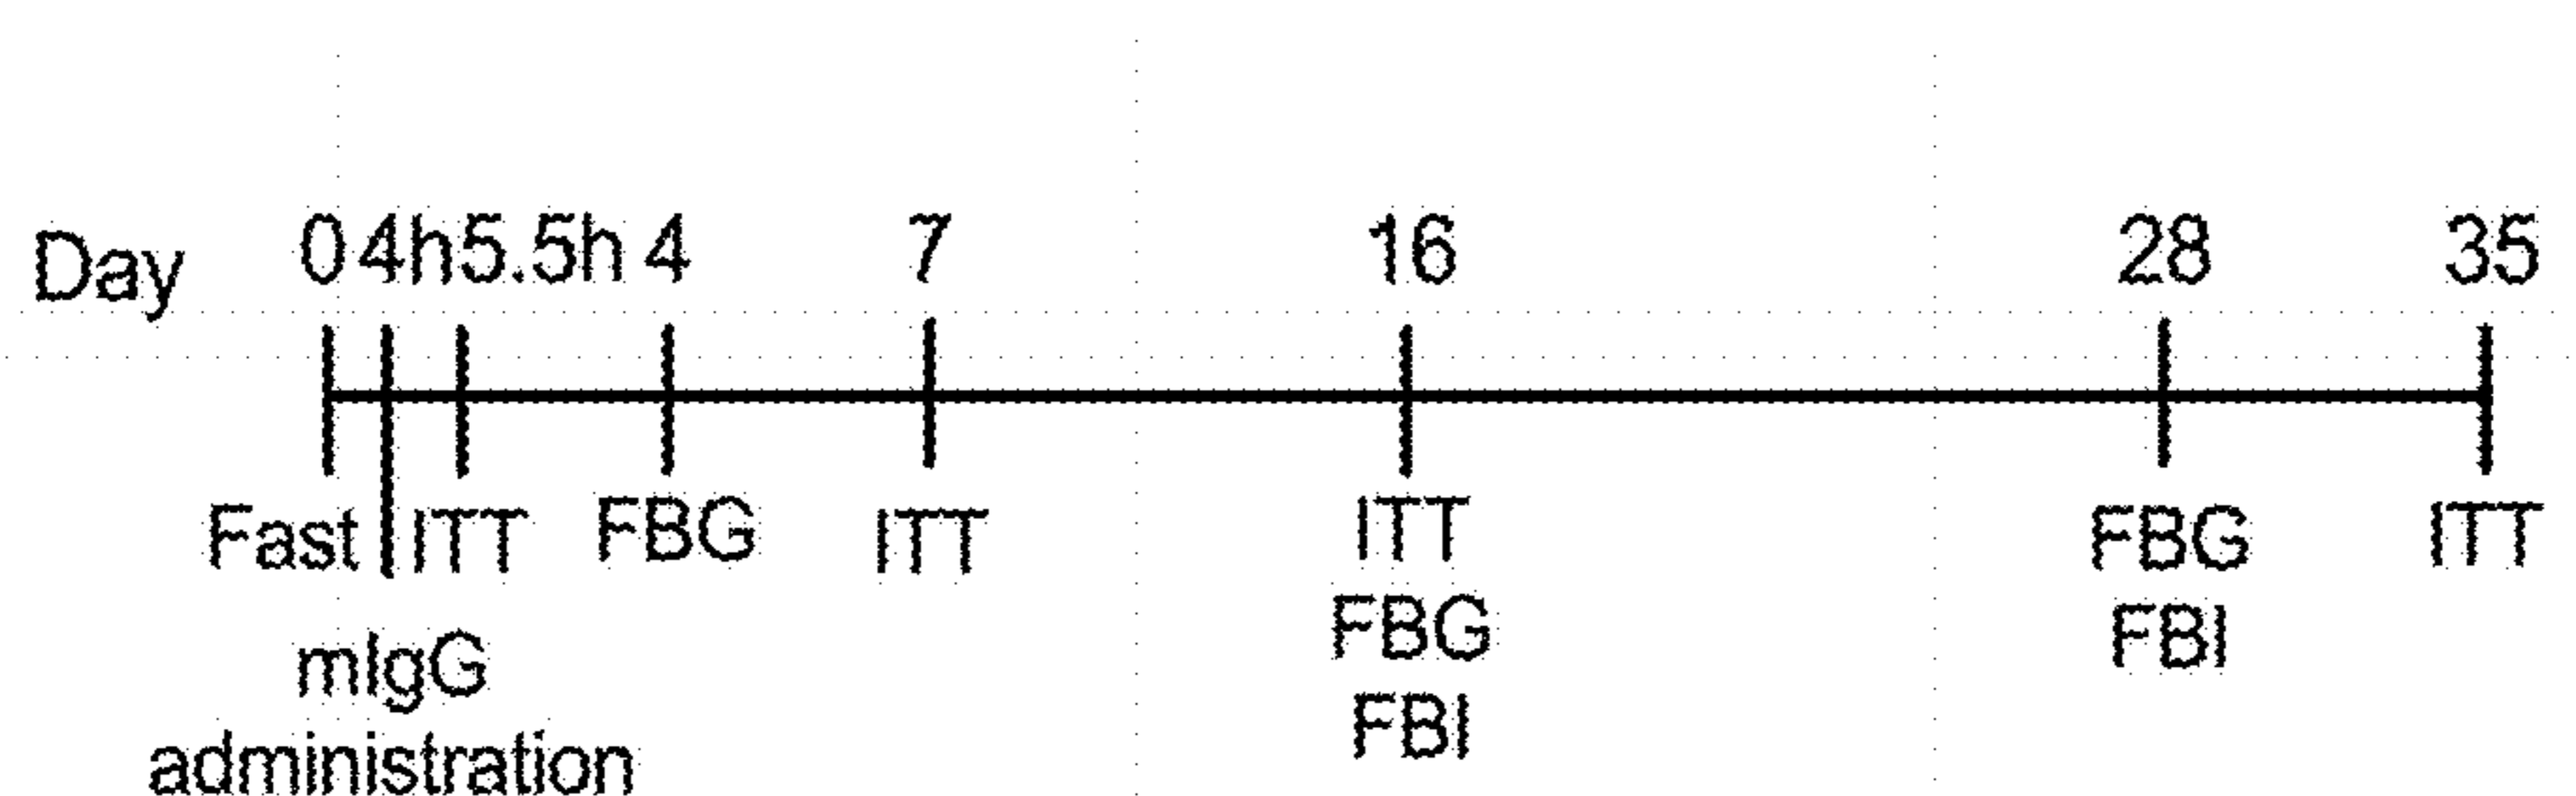 Day 0 4h 5.5h 4 7 16 28 35
Fast ITT FBG ITT ITT FBG ITT
mIgG FBG FBI
administration FBI